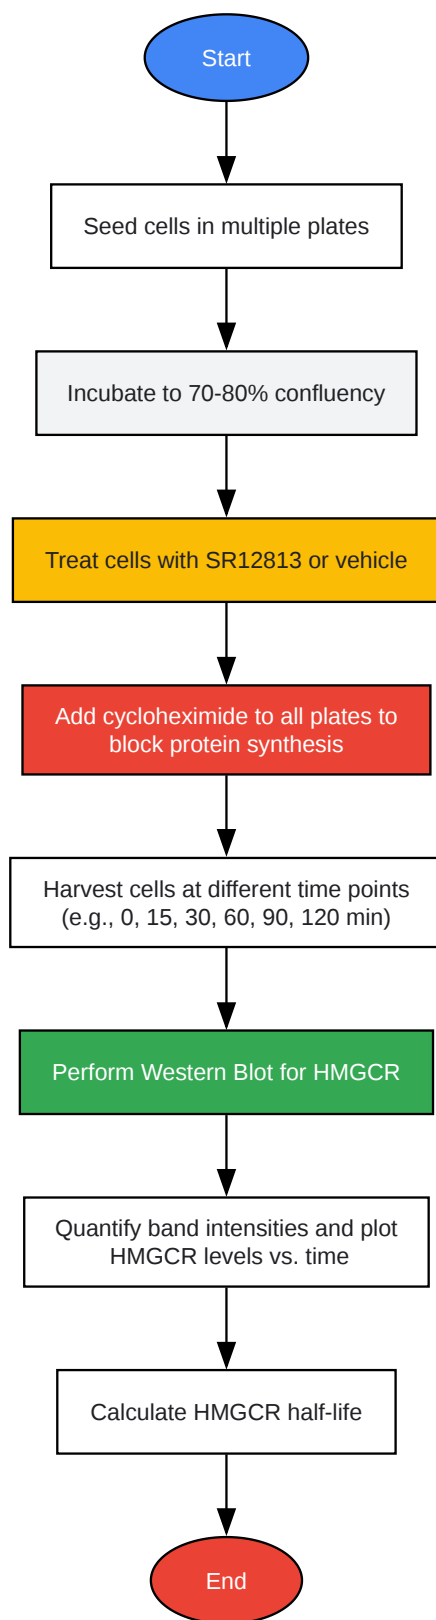 Start
Seed cells in multiple plates
Incubate to 70-80% confluency
Treat cells with SR12813 or vehicle
Add cycloheximide to all plates to
block protein synthesis
Harvest cells at different time points
(e.g., 0, 15, 30, 60, 90, 120 min)
Perform Western Blot for HMGCR
Quantify band intensities and plot
HMGCR levels vs. time
Calculate HMGCR half-life
End